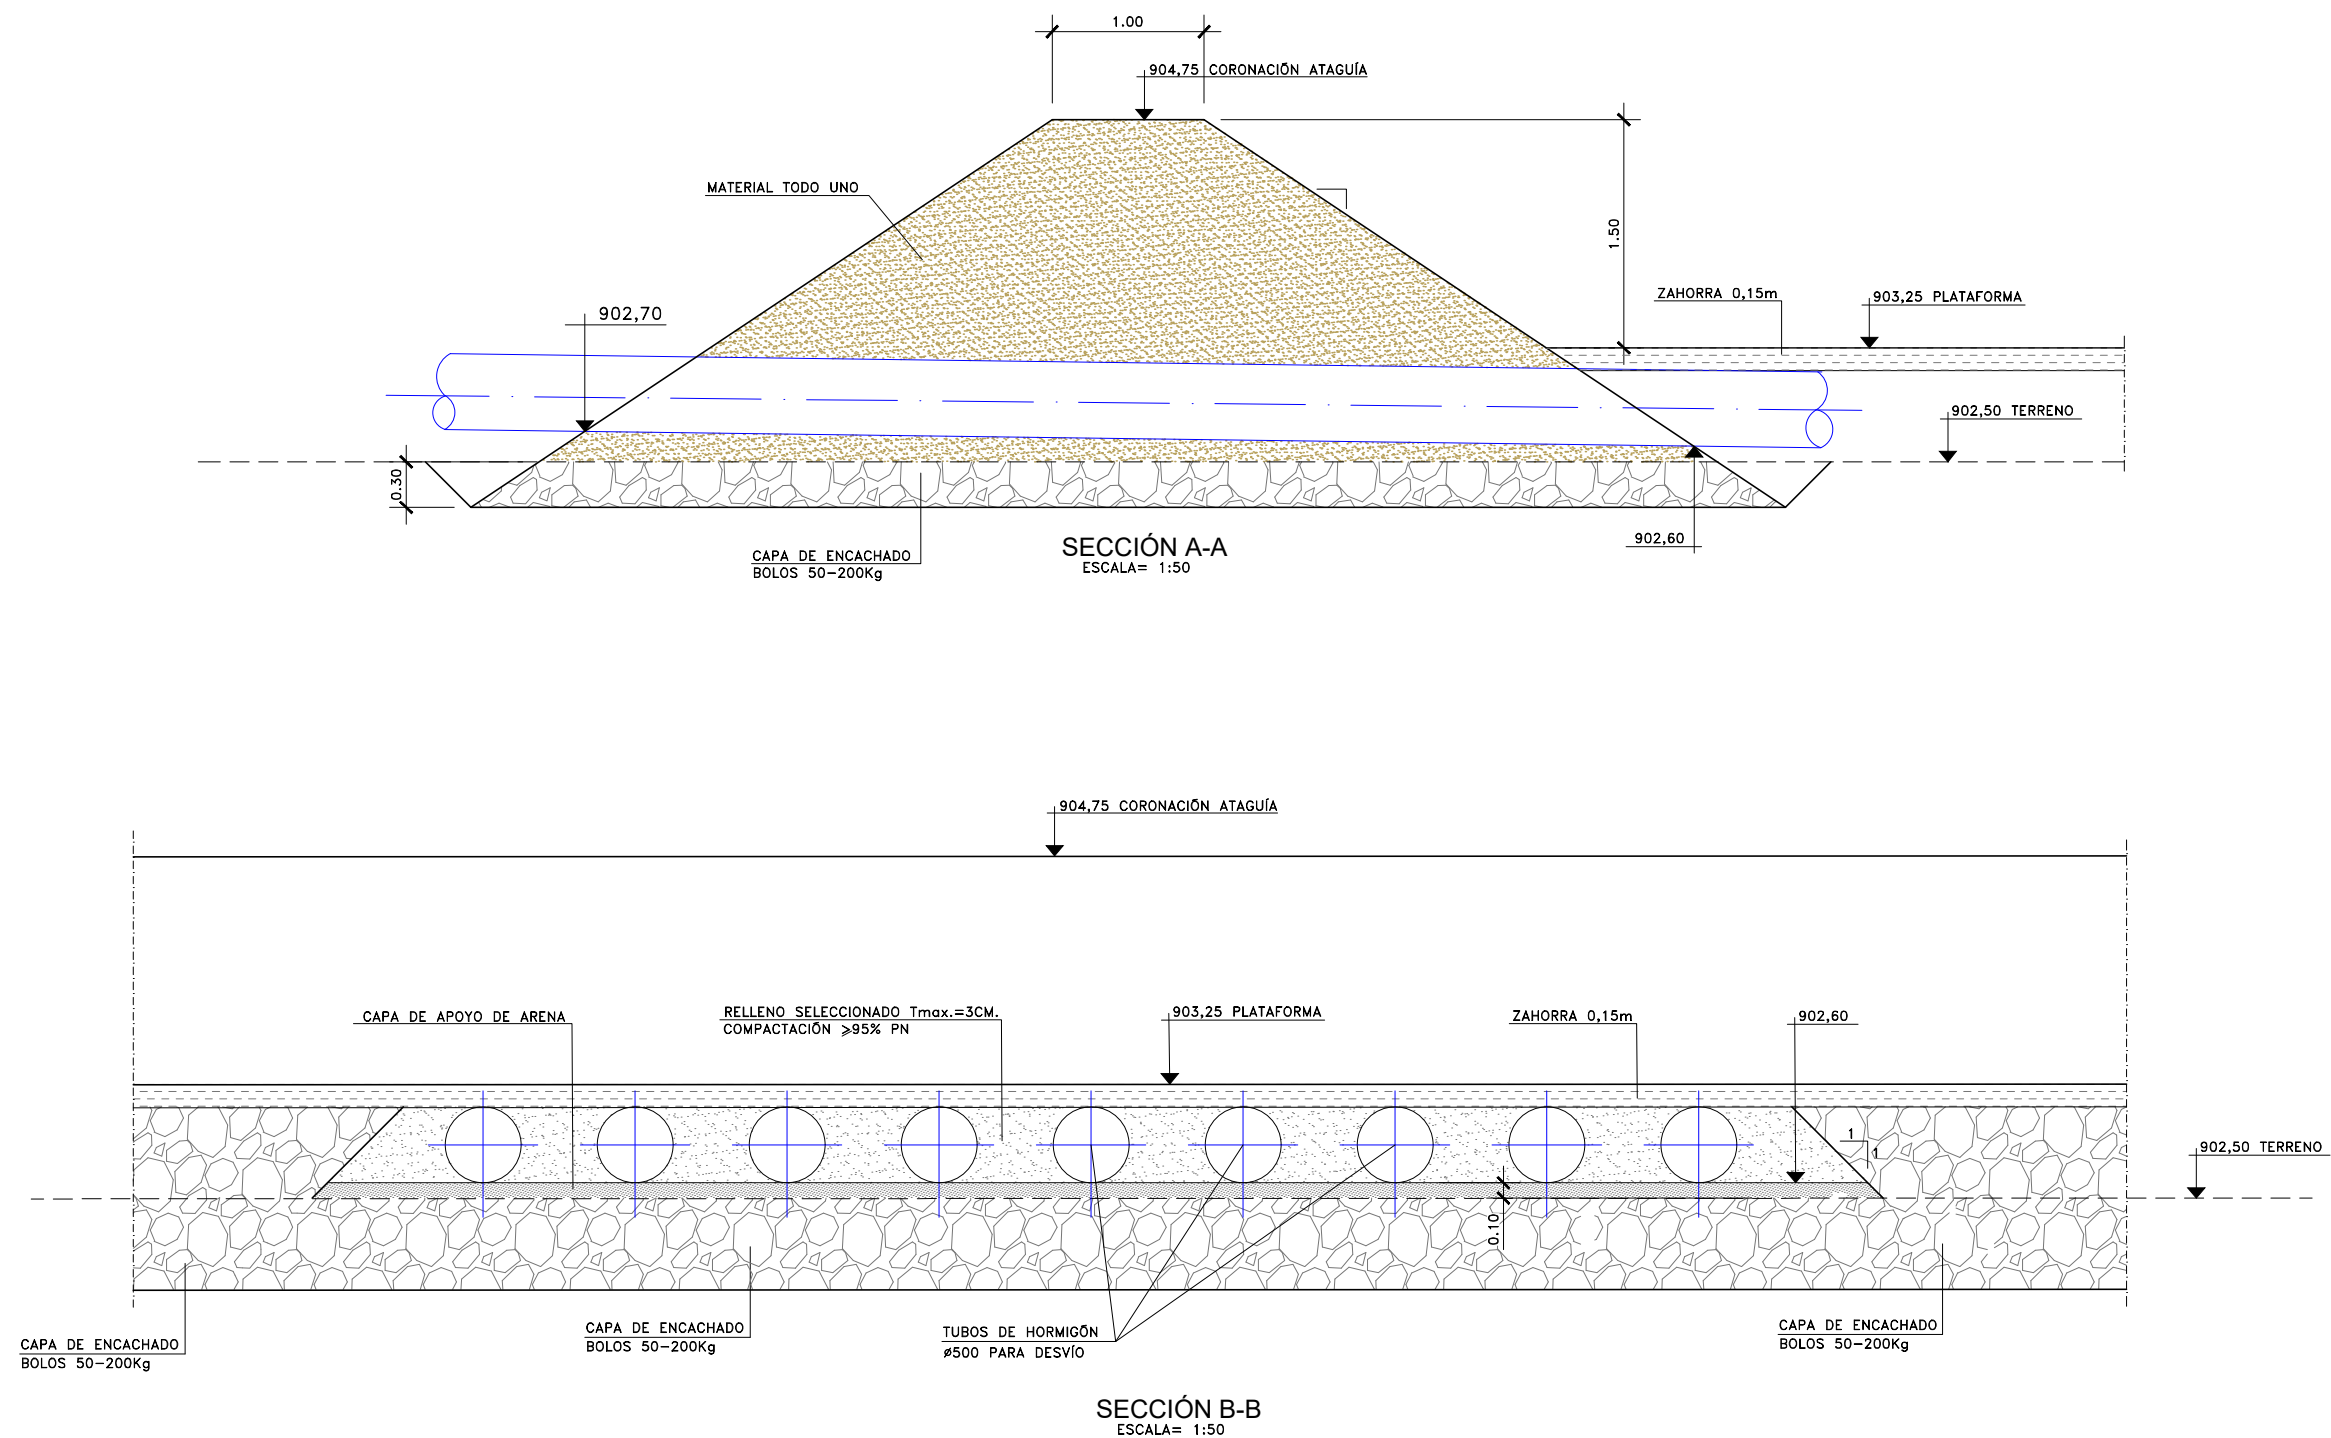 1.00
904,75 CORONACIÓN ATAGUÍA
MATERIAL TODO UNO
1.50
ZAHORRA 0,15m
903,25 PLATAFORMA
902,70
902,50 TERRENO
0.30
902,60
SECCIÓN A-A
ESCALA= 1:50
CAPA DE ENCACHADO
BOLOS 50-200Kg
904,75 CORONACIÓN ATAGUÍA
CAPA DE APOYO DE ARENA
RELLENO SELECCIONADO Tmax.=3CM.
COMPACTACIÓN ≥95% PN
903,25 PLATAFORMA
ZAHORRA 0,15m
902,60
1
1
902,50 TERRENO
0.10
CAPA DE ENCACHADO
BOLOS 50-200Kg
CAPA DE ENCACHADO
BOLOS 50-200Kg
TUBOS DE HORMIGÓN
ø500 PARA DESVÍO
CAPA DE ENCACHADO
BOLOS 50-200Kg
SECCIÓN B-B
ESCALA= 1:50